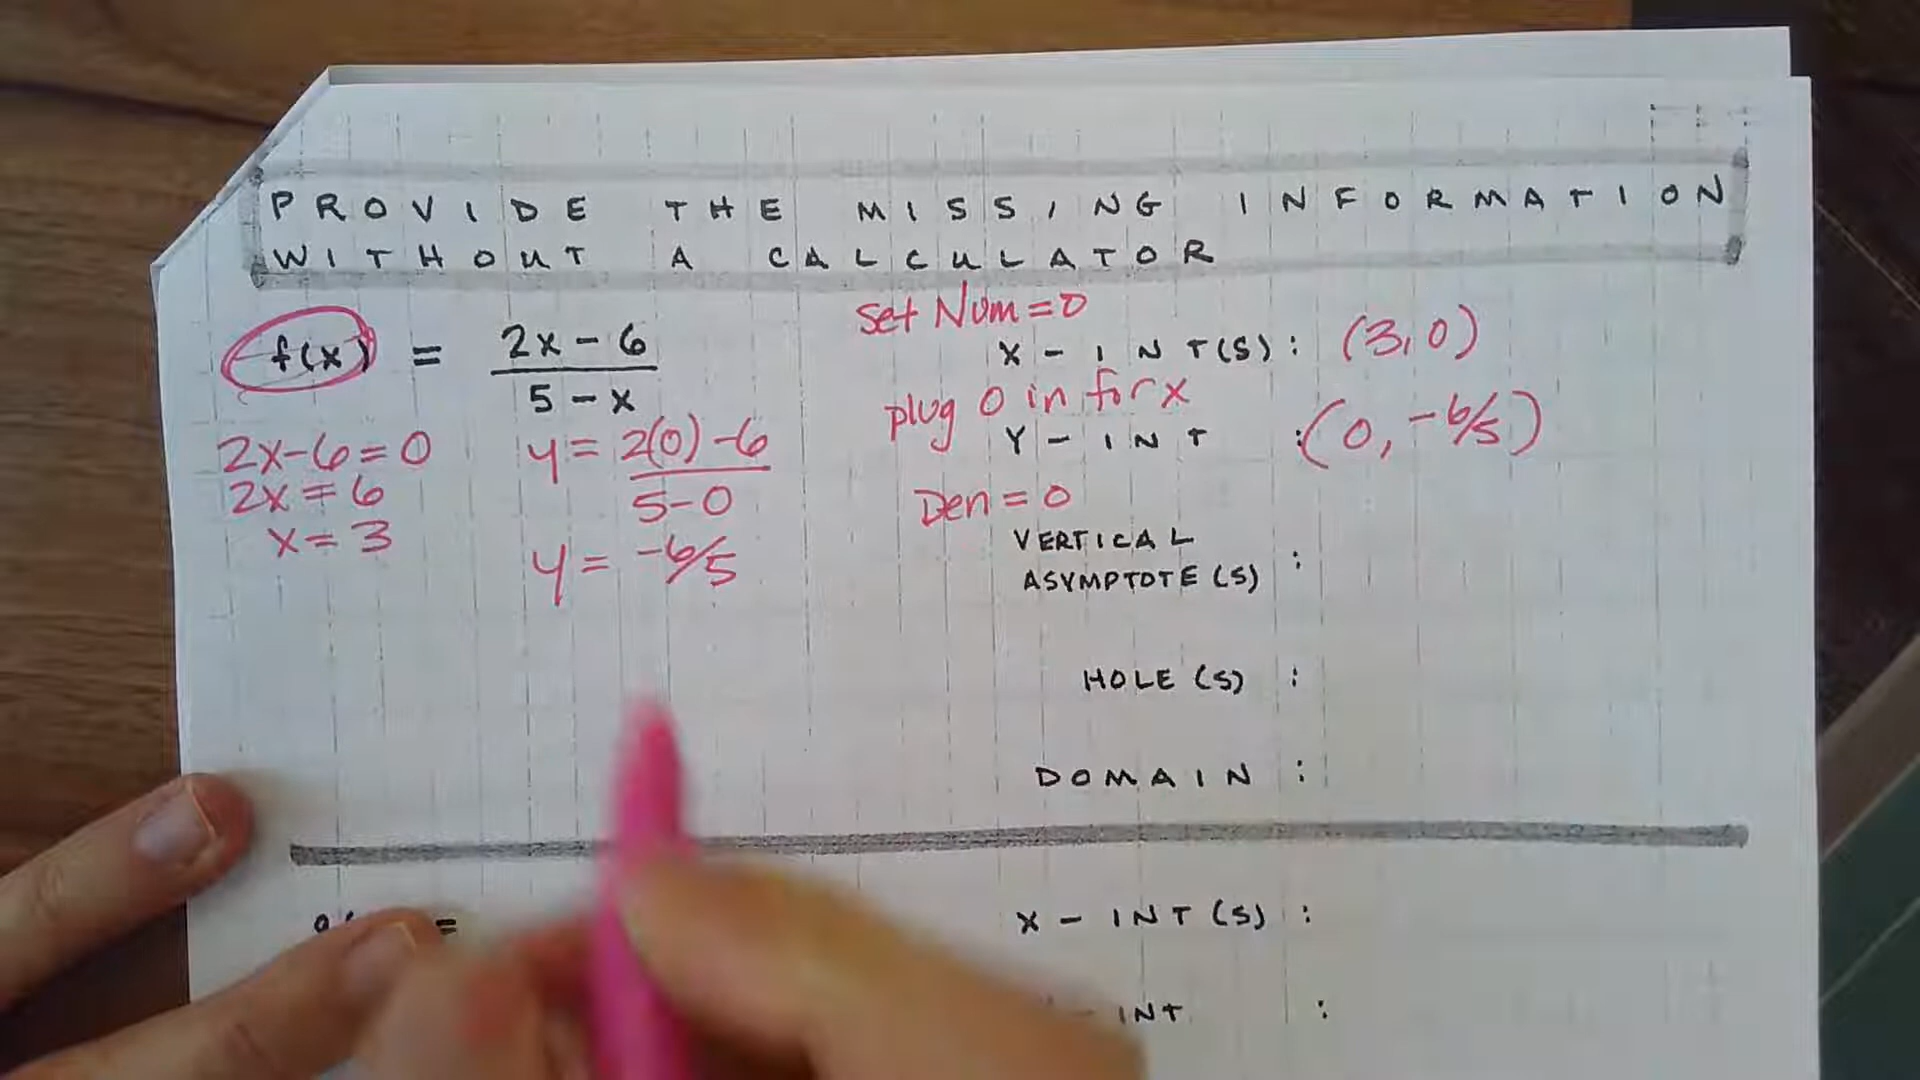 PROVIDE THE MISSING INFORMATION
WITHOUT A CALCULATOR
f(x) = 2x-6
5-x
2x-6=0
2x=6
x=3
y = 2(0)-6
5-0
y = -6/5
set Num=0
X-INT(S): (3,0)
plug 0 in for x
Y-INT : (0, -6/5)
Den=0
VERTICAL
ASYMPTOTE(S) :
HOLE(S) :
DOMAIN :
=
X-INT(S) :
-INT :